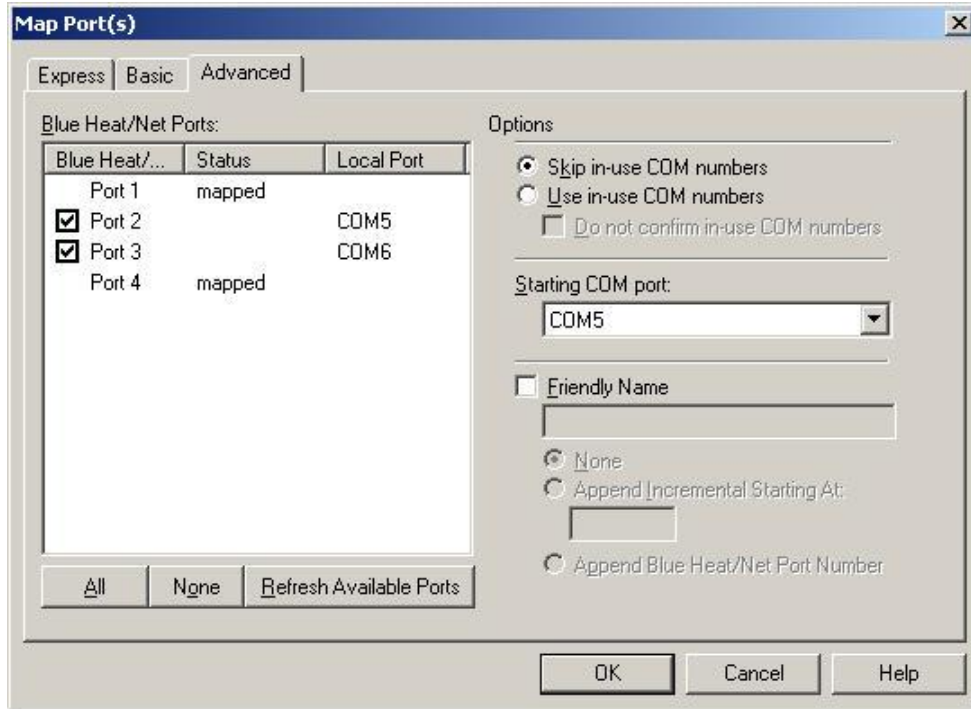 Map Port(s)
Express Basic Advanced
Blue Heat/Net Ports:
Blue Heat/... Status Local Port
Port 1 mapped
Port 2 COM5
Port 3 COM6
Port 4 mapped
All None Refresh Available Ports
Options
Skip in-use COM numbers
Use in-use COM numbers
Do not confirm in-use COM numbers
Starting COM port:
COM5
Friendly Name
None
Append Incremental Starting At:
Append Blue Heat/Net Port Number
OK Cancel Help